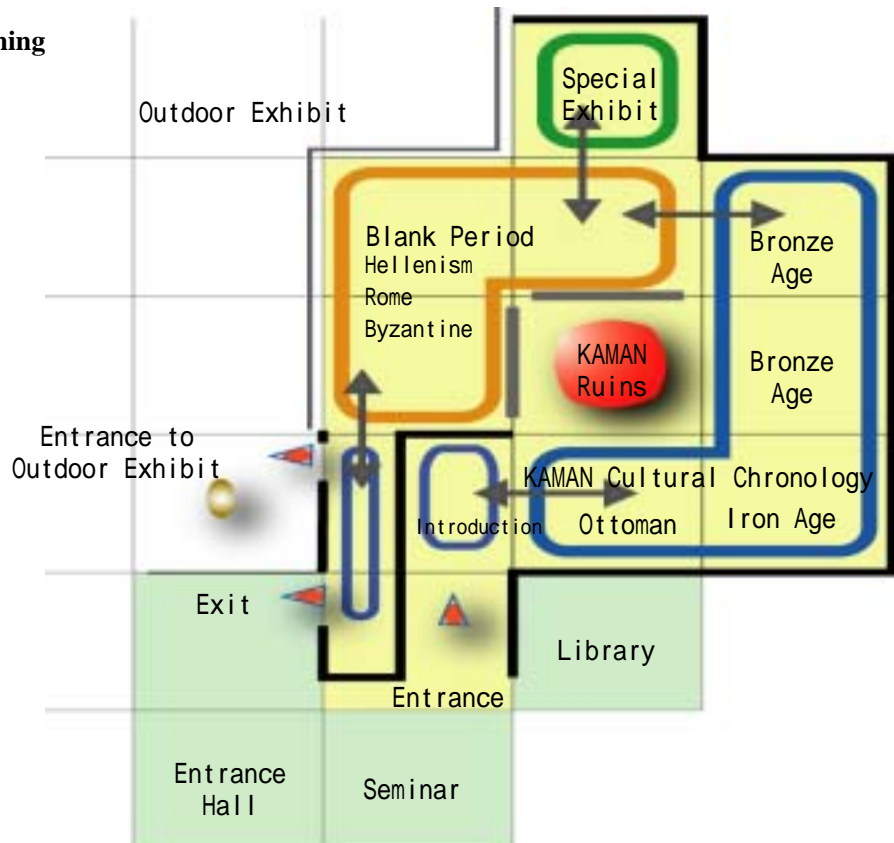 Special
Exhibit
Outdoor Exhibit
Blank Period
Hellenism
Rome
Byzantine
Bronze
Age
KAMAN
Ruins
Bronze
Age
Entrance to
Outdoor Exhibit
KAMAN Cultural Chronology
Introduction
Ottoman
Iron Age
Exit
Library
Entrance
Entrance
Hall
Seminar